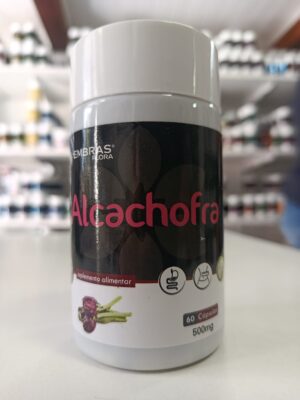 EMBRAS®
FLORA
Alcachofra
suplemento alimentar
60 Cápsulas
500mg